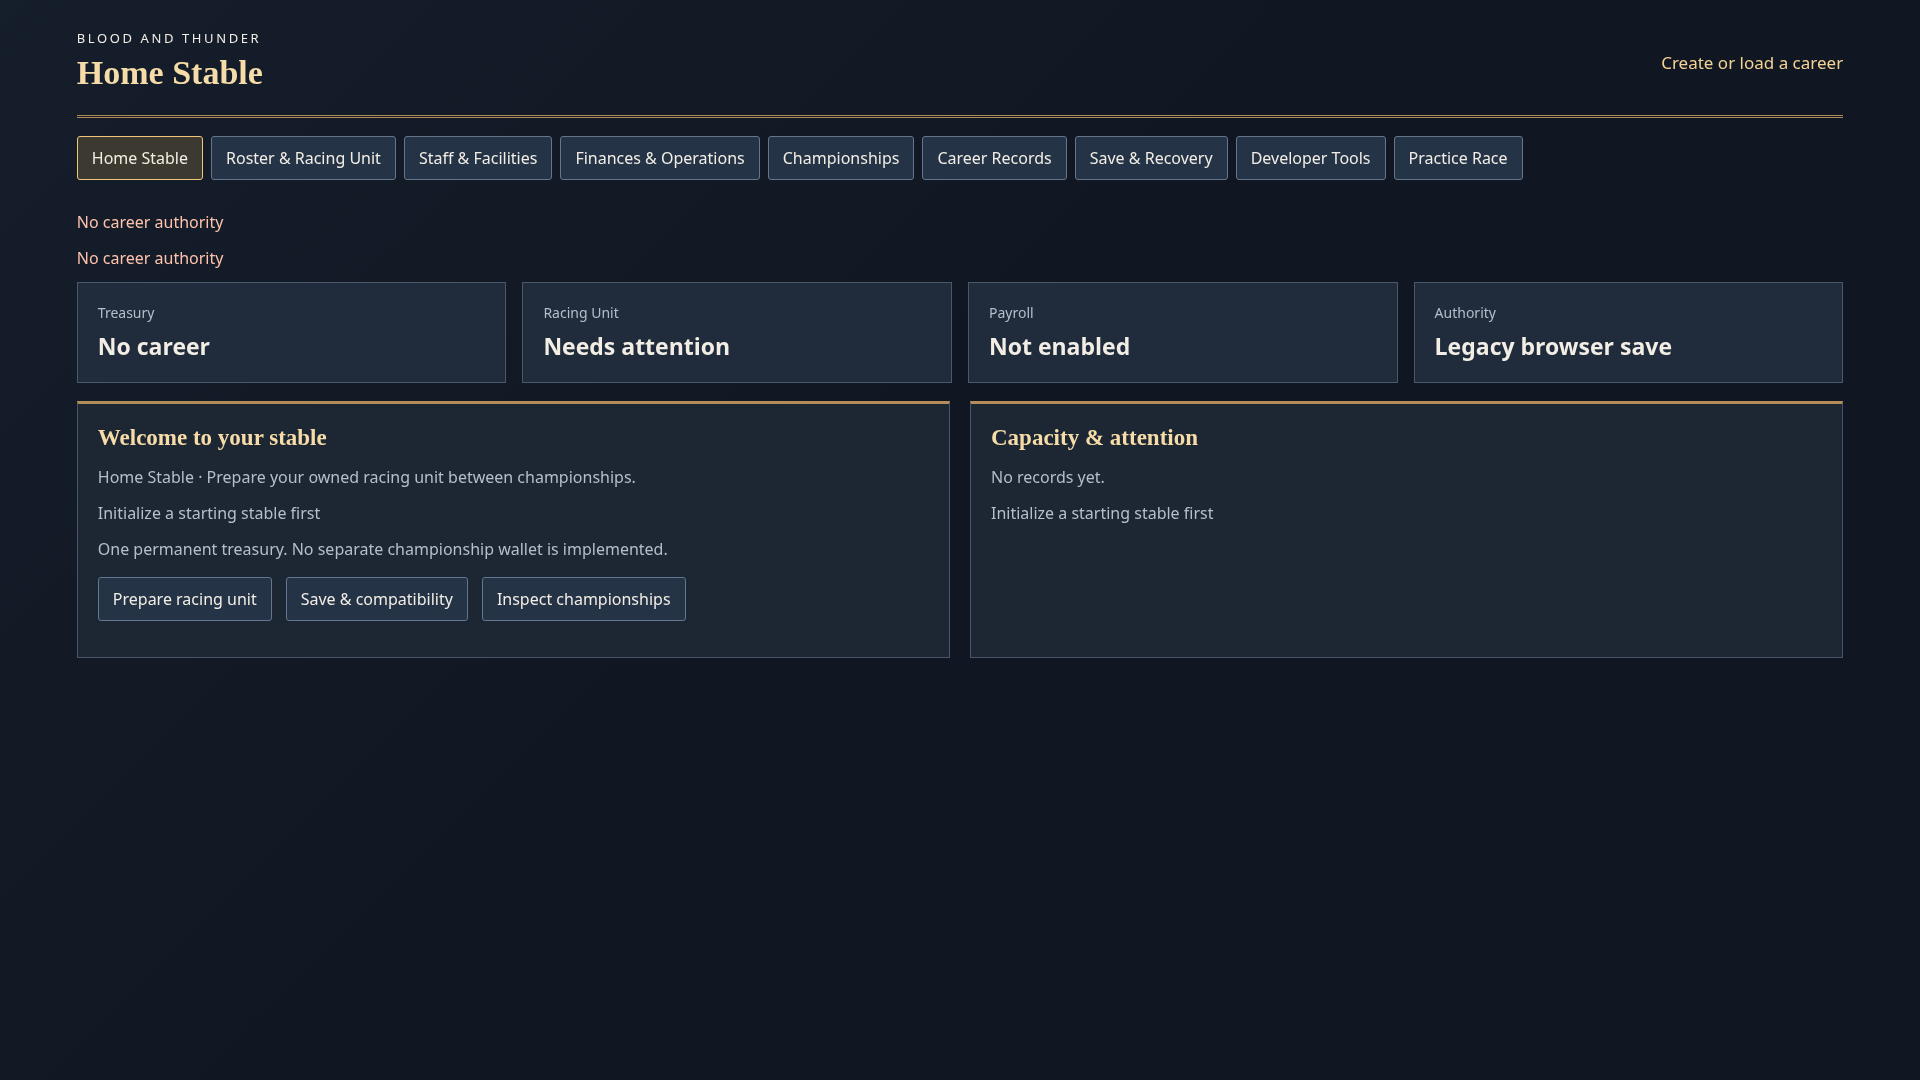 BLOOD AND THUNDER
Home Stable
Create or load a career
Home Stable
Roster & Racing Unit
Staff & Facilities
Finances & Operations
Championships
Career Records
Save & Recovery
Developer Tools
Practice Race
No career authority
No career authority
Treasury
No career
Racing Unit
Needs attention
Payroll
Not enabled
Authority
Legacy browser save
Welcome to your stable
Home Stable · Prepare your owned racing unit between championships.
Initialize a starting stable first
One permanent treasury. No separate championship wallet is implemented.
Prepare racing unit
Save & compatibility
Inspect championships
Capacity & attention
No records yet.
Initialize a starting stable first